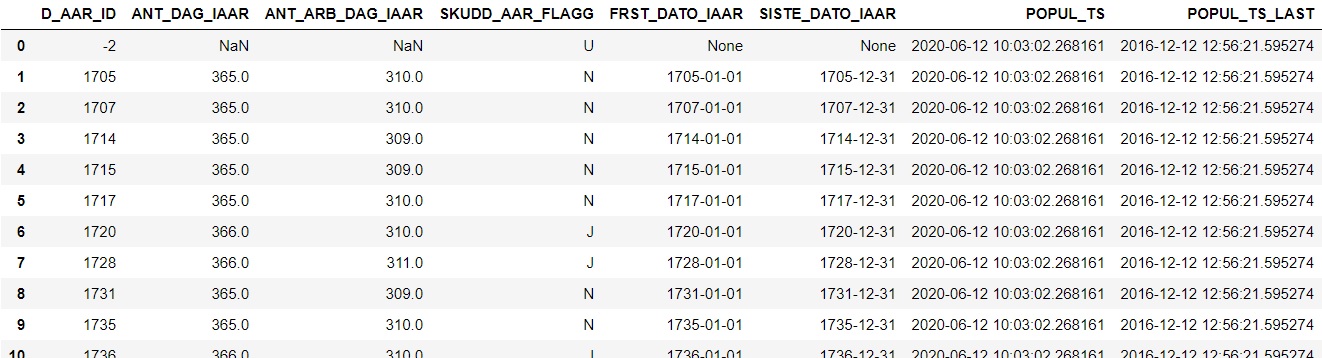 D_AAR_ID ANT_DAG_IAAR ANT_ARB_DAG_IAAR SKUDD_AAR_FLAGG FRST_DATO_IAAR SISTE_DATO_IAAR POPUL_TS POPUL_TS_LAST
0 -2 NaN NaN U None None 2020-06-12 10:03:02.268161 2016-12-12 12:56:21.595274
1 1705 365.0 310.0 N 1705-01-01 1705-12-31 2020-06-12 10:03:02.268161 2016-12-12 12:56:21.595274
2 1707 365.0 310.0 N 1707-01-01 1707-12-31 2020-06-12 10:03:02.268161 2016-12-12 12:56:21.595274
3 1714 365.0 309.0 N 1714-01-01 1714-12-31 2020-06-12 10:03:02.268161 2016-12-12 12:56:21.595274
4 1715 365.0 309.0 N 1715-01-01 1715-12-31 2020-06-12 10:03:02.268161 2016-12-12 12:56:21.595274
5 1717 365.0 310.0 N 1717-01-01 1717-12-31 2020-06-12 10:03:02.268161 2016-12-12 12:56:21.595274
6 1720 366.0 310.0 J 1720-01-01 1720-12-31 2020-06-12 10:03:02.268161 2016-12-12 12:56:21.595274
7 1728 366.0 311.0 J 1728-01-01 1728-12-31 2020-06-12 10:03:02.268161 2016-12-12 12:56:21.595274
8 1731 365.0 309.0 N 1731-01-01 1731-12-31 2020-06-12 10:03:02.268161 2016-12-12 12:56:21.595274
9 1735 365.0 310.0 N 1735-01-01 1735-12-31 2020-06-12 10:03:02.268161 2016-12-12 12:56:21.595274
10 1736 366.0 310.0 1736-01-01 1736-12-31 2020-06-12 10:03:02.268161 2016-12-12 12:56:21.595274